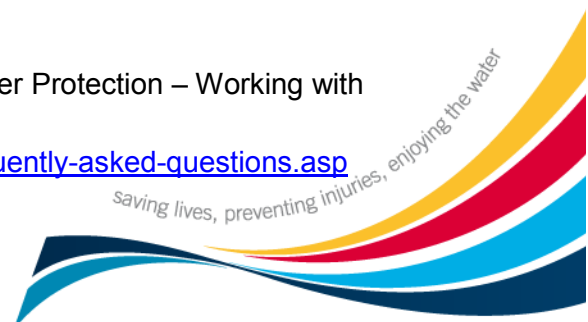 er Protection – Working with
uently-asked-questions.asp
saving lives, preventing injuries, enjoying the water